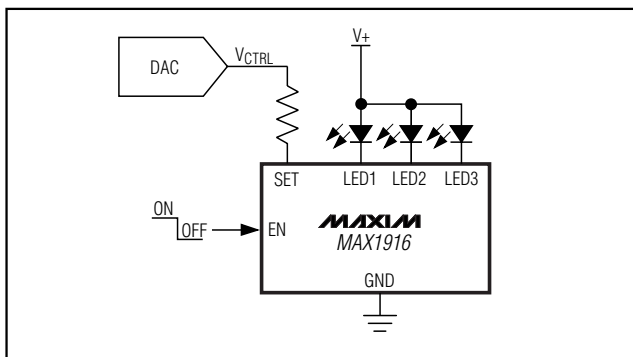 V+
DAC
VCTRL
SET
LED1
LED2
LED3
ON
OFF
EN
MAXIM
MAX1916
GND